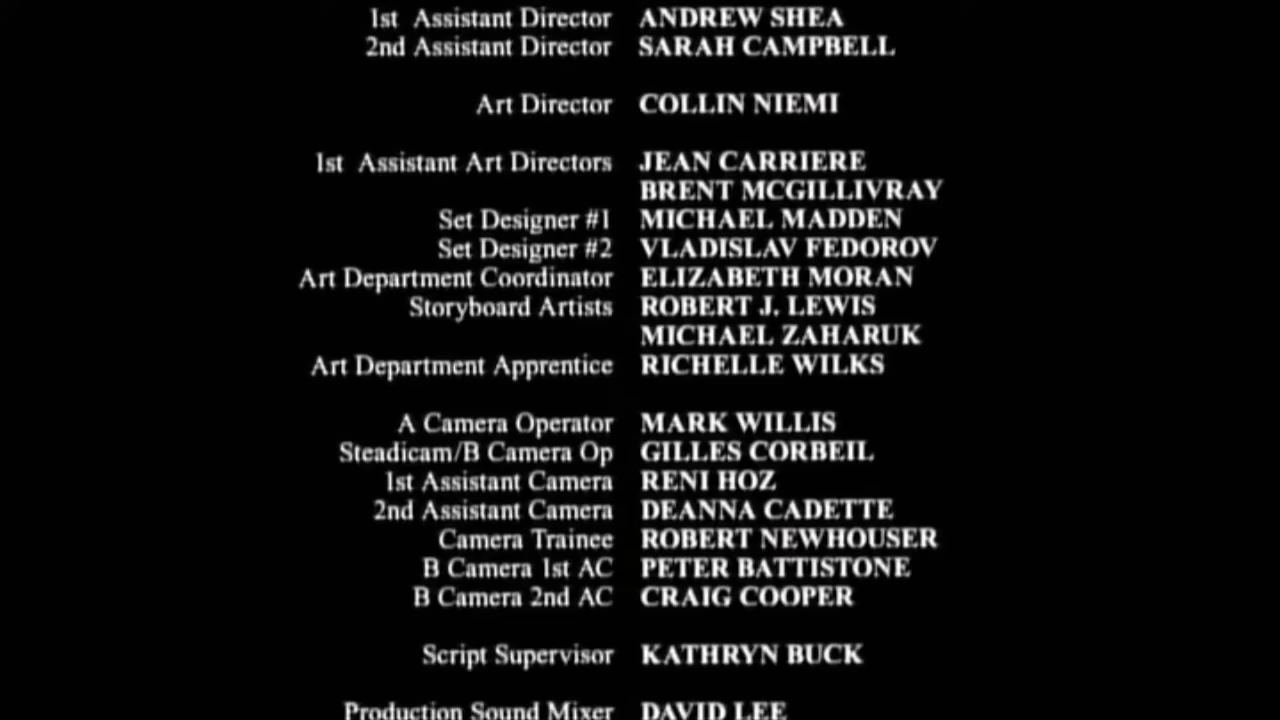 1st Assistant Director ANDREW SHEA
2nd Assistant Director SARAH CAMPBELL
Art Director COLLIN NIEMI
1st Assistant Art Directors JEAN CARRIERE
BRENT MCGILLIVRAY
Set Designer #1 MICHAEL MADDEN
Set Designer #2 VLADISLAV FEDOROV
Art Department Coordinator ELIZABETH MORAN
Storyboard Artists ROBERT J. LEWIS
MICHAEL ZAHARUK
Art Department Apprentice RICHELLE WILKS
A Camera Operator MARK WILLIS
Steadicam/B Camera Op GILLES CORBEIL
1st Assistant Camera RENI HOZ
2nd Assistant Camera DEANNA CADETTE
Camera Trainee ROBERT NEWHOUSER
B Camera 1st AC PETER BATTISTONE
B Camera 2nd AC CRAIG COOPER
Script Supervisor KATHRYN BUCK
Production Sound Mixer DAVID LEE